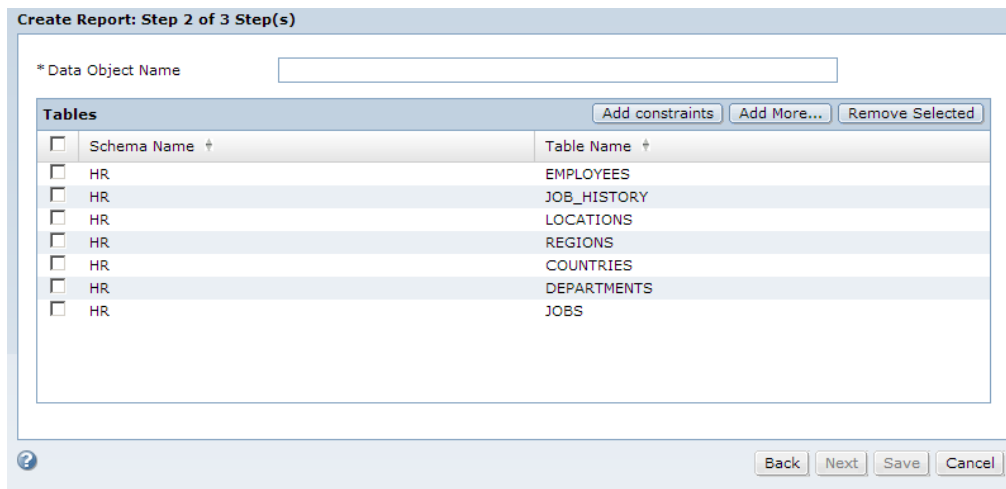 Create Report: Step 2 of 3 Step(s)
* Data Object Name
Tables Add constraints Add More... Remove Selected
Schema Name Table Name
HR EMPLOYEES
HR JOB_HISTORY
HR LOCATIONS
HR REGIONS
HR COUNTRIES
HR DEPARTMENTS
HR JOBS
? Back Next Save Cancel